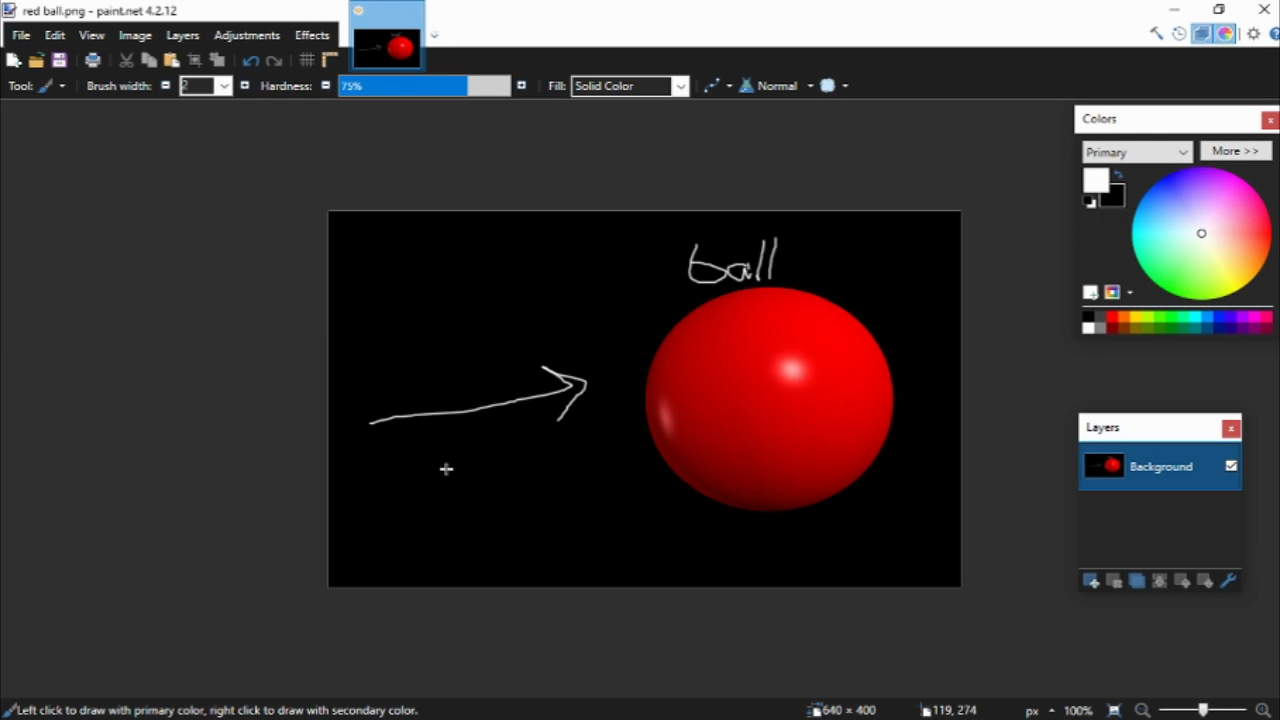 red ball.png - paint.net 4.2.12
File Edit View Image Layers Adjustments Effects
Tool: Brush width: 2 Hardness: 75% Fill: Solid Color Normal
Colors
Primary More >>
ball
Layers
Background
Left click to draw with primary color, right click to draw with secondary color. 640 × 400 119, 274 px 100%